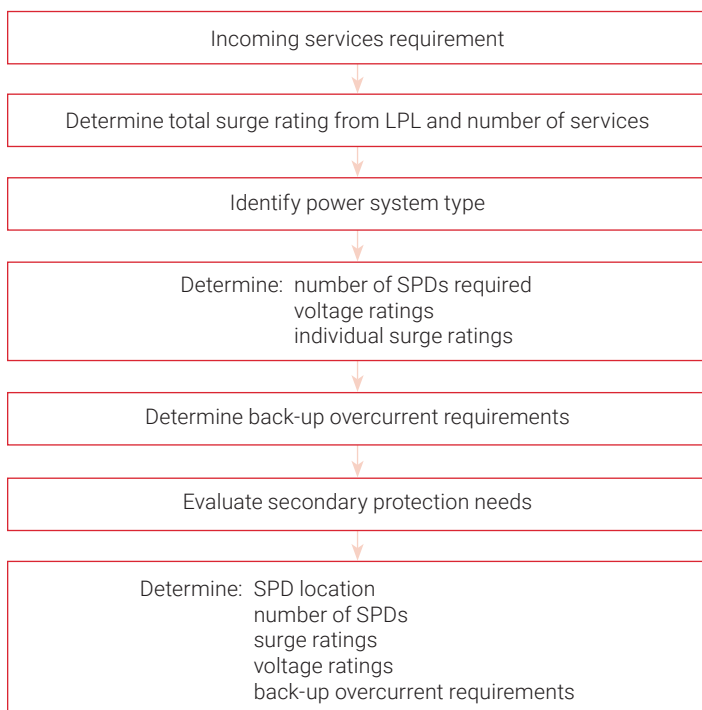 Incoming services requirement
Determine total surge rating from LPL and number of services
Identify power system type
Determine: number of SPDs required
voltage ratings
individual surge ratings
Determine back-up overcurrent requirements
Evaluate secondary protection needs
Determine: SPD location
number of SPDs
surge ratings
voltage ratings
back-up overcurrent requirements